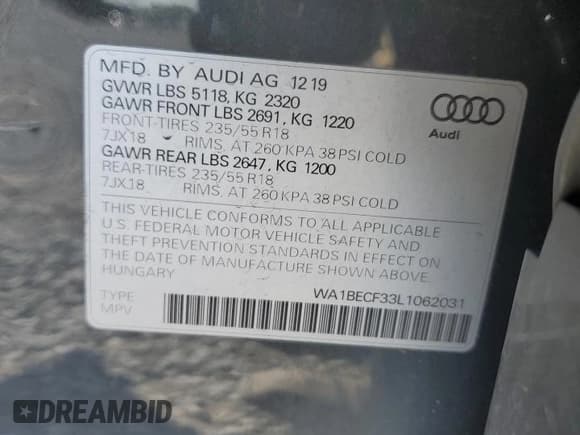 MFD. BY AUDI AG 12 19
GVWR LBS 5118, KG 2320
GAWR FRONT LBS 2691, KG 1220
FRONT-TIRES 235/55 R18
7JX18 RIMS, AT 260 KPA 38 PSI COLD
GAWR REAR LBS 2647, KG 1200
REAR-TIRES 235/55 R18
7JX18 RIMS, AT 260 KPA 38 PSI COLD
Audi
THIS VEHICLE CONFORMS TO ALL APPLICABLE
U.S. FEDERAL MOTOR VEHICLE SAFETY AND
THEFT PREVENTION STANDARDS IN EFFECT ON
THE DATE OF MANUFACTURE SHOWN ABOVE.
HUNGARY
WA1BECF33L1062031
TYPE
MPV
DREAMBID